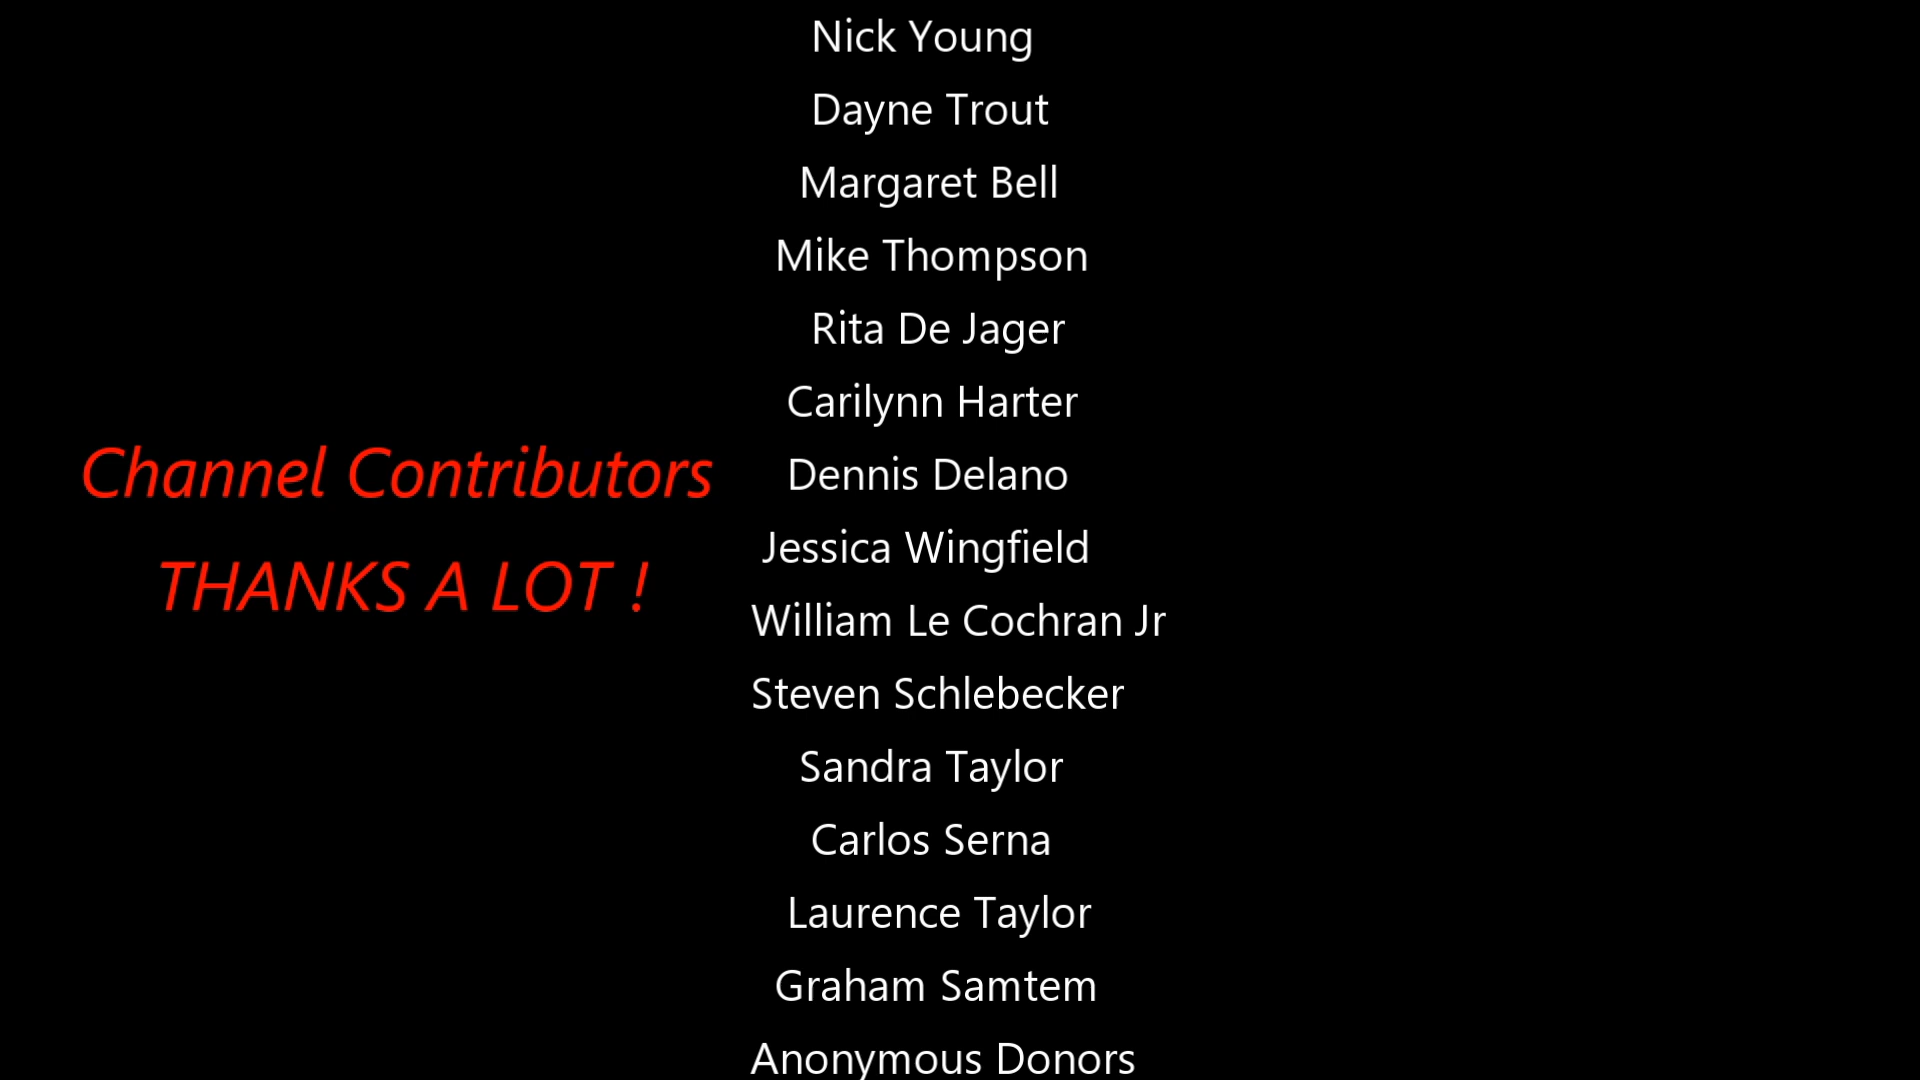 Channel Contributors
THANKS A LOT !
Nick Young
Dayne Trout
Margaret Bell
Mike Thompson
Rita De Jager
Carilynn Harter
Dennis Delano
Jessica Wingfield
William Le Cochran Jr
Steven Schlebecker
Sandra Taylor
Carlos Serna
Laurence Taylor
Graham Samtem
Anonymous Donors